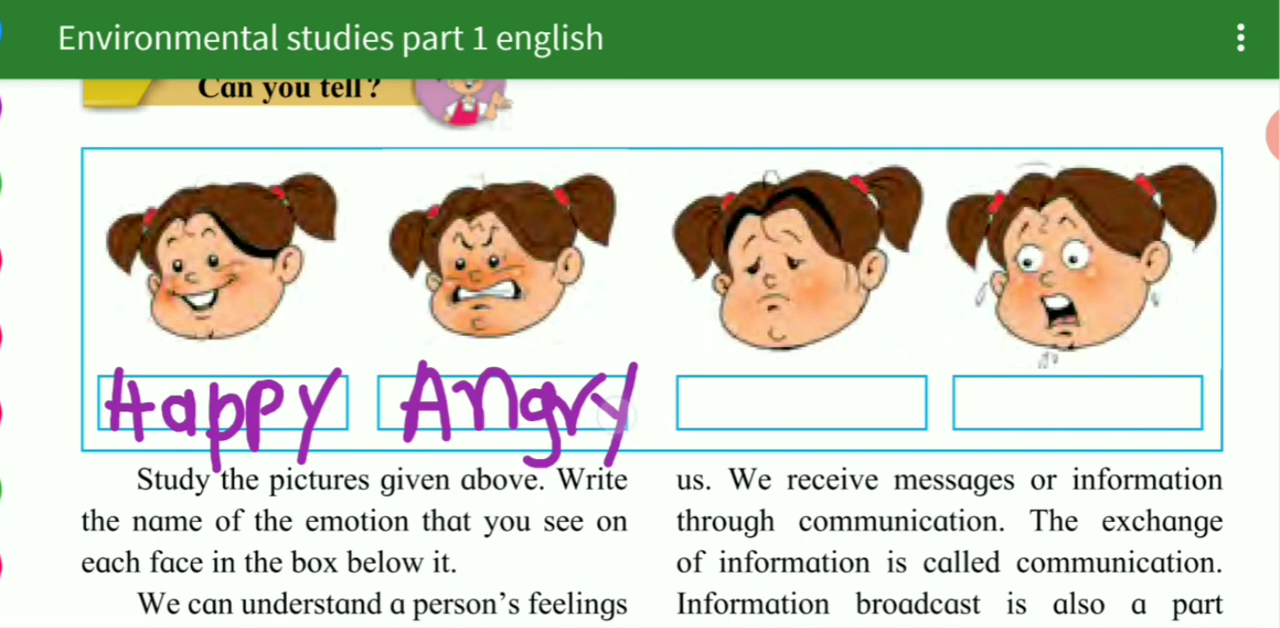 Environmental studies part 1 english
Can you tell?
Happy Angry
Study the pictures given above. Write
the name of the emotion that you see on
each face in the box below it.
We can understand a person's feelings
us. We receive messages or information
through communication. The exchange
of information is called communication.
Information broadcast is also a part